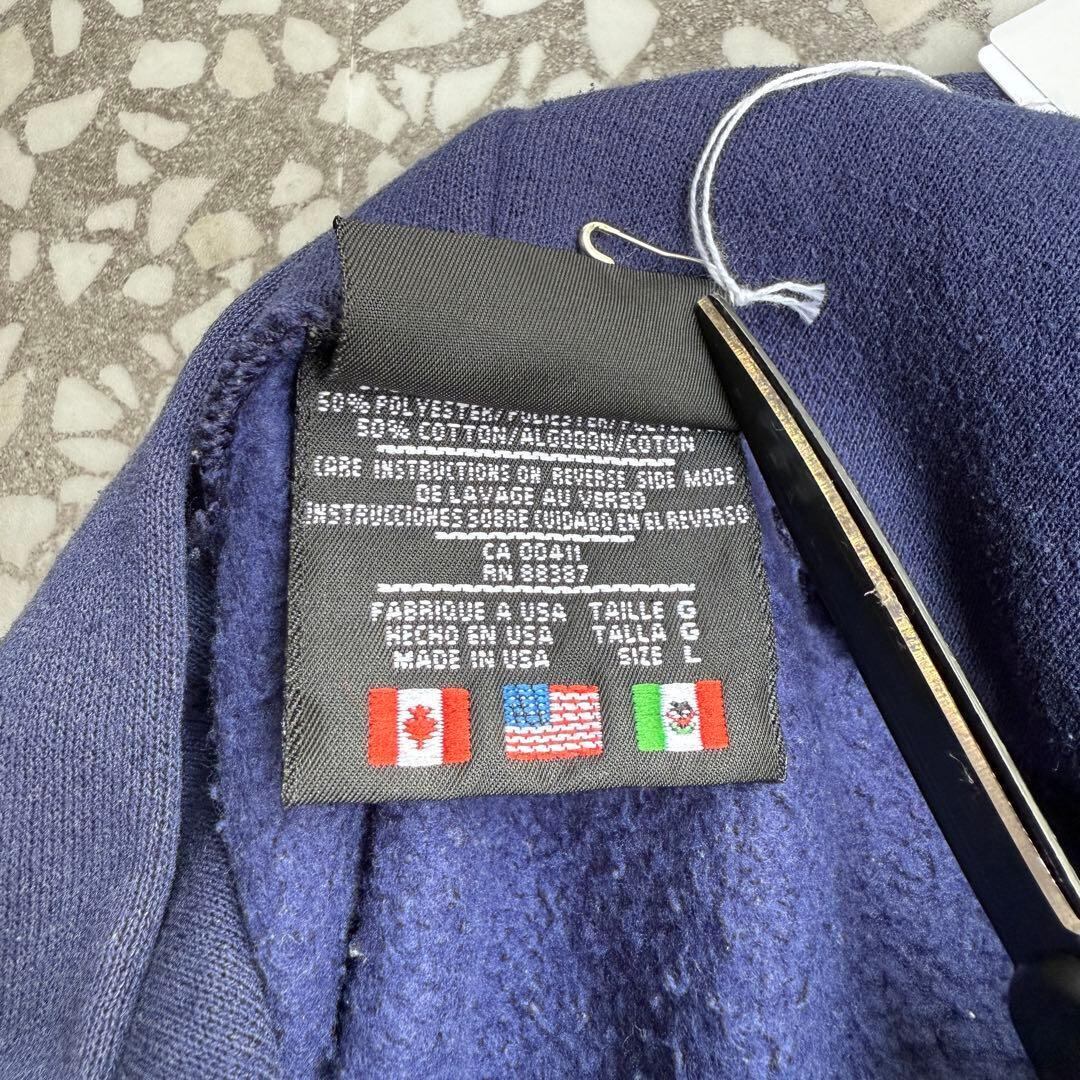 50% POLYESTER/POLIESTER/
50% COTTON/ALGODON/COTON
CARE INSTRUCTIONS ON REVERSE SIDE MODE
DE LAVAGE AU VERSO
INSTRUCCIONES SOBRE CUIDADO EN EL REVERSO
CA 00411
RN 88387
FABRIQUE A USA TAILLE G
HECHO EN USA TALLA G
MADE IN USA SIZE L